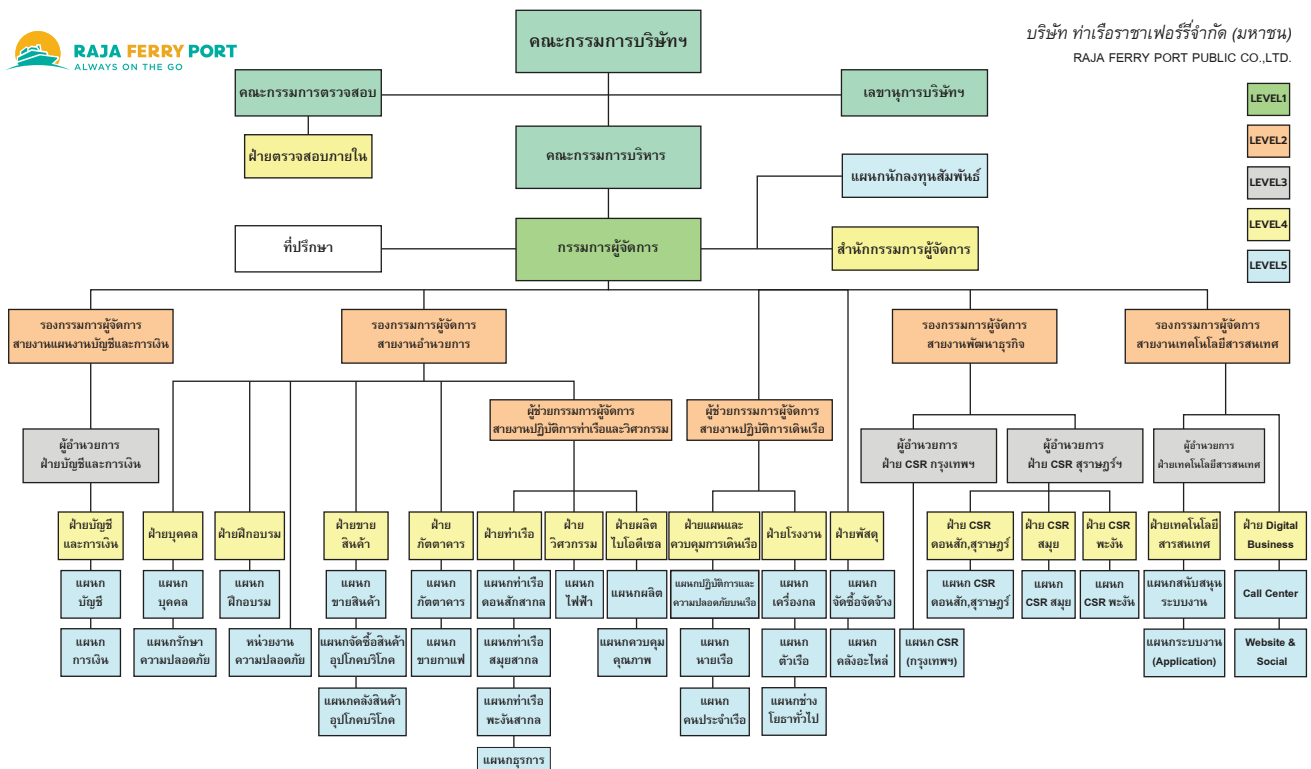 RAJA FERRY PORT
ALWAYS ON THE GO
คณะกรรมการบริษัทฯ
บริษัท ท่าเรือราชาเฟอร์รี่จำกัด (มหาชน)
RAJA FERRY PORT PUBLIC CO.,LTD.
คณะกรรมการตรวจสอบ
เลขานุการบริษัทฯ
LEVEL1
LEVEL2
LEVEL3
LEVEL4
LEVEL5
ฝ่ายตรวจสอบภายใน
คณะกรรมการบริหาร
แผนกนักลงทุนสัมพันธ์
ที่ปรึกษา
กรรมการผู้จัดการ
สำนักกรรมการผู้จัดการ
รองกรรมการผู้จัดการ
สายงานแผนงานบัญชีและการเงิน
รองกรรมการผู้จัดการ
สายงานอำนวยการ
รองกรรมการผู้จัดการ
สายงานพัฒนาธุรกิจ
รองกรรมการผู้จัดการ
สายงานเทคโนโลยีสารสนเทศ
ผู้ช่วยกรรมการผู้จัดการ
สายงานปฏิบัติการท่าเรือและวิศวกรรม
ผู้ช่วยกรรมการผู้จัดการ
สายงานปฏิบัติการเดินเรือ
ผู้อำนวยการ
ฝ่ายบัญชีและการเงิน
ผู้อำนวยการ
ฝ่าย CSR กรุงเทพฯ
ผู้อำนวยการ
ฝ่าย CSR สุราษฎร์ฯ
ผู้อำนวยการ
ฝ่ายเทคโนโลยีสารสนเทศ
ฝ่ายบัญชี
และการเงิน
ฝ่ายบุคคล
ฝ่ายฝึกอบรม
ฝ่ายขาย
สินค้า
ฝ่าย
ภัตตาคาร
ฝ่ายท่าเรือ
ฝ่าย
วิศวกรรม
ฝ่ายผลิต
ไบโอดีเซล
ฝ่ายแผนและ
ควบคุมการเดินเรือ
ฝ่ายโรงงาน
ฝ่ายพัสดุ
ฝ่าย CSR
ดอนสัก,สุราษฎร์
ฝ่าย CSR
สมุย
ฝ่าย CSR
พะงัน
ฝ่ายเทคโนโลยี
สารสนเทศ
ฝ่าย Digital
Business
แผนก
บัญชี
แผนก
บุคคล
แผนก
ฝึกอบรม
แผนก
ขายสินค้า
แผนก
ภัตตาคาร
แผนกท่าเรือ
ดอนสักสากล
แผนก
ไฟฟ้า
แผนกผลิต
แผนกปฏิบัติการและ
ความปลอดภัยบนเรือ
แผนก
เครื่องกล
แผนก
จัดซื้อจัดจ้าง
แผนก CSR
ดอนสัก,สุราษฎร์
แผนก
CSR สมุย
แผนก
CSR พะงัน
แผนกสนับสนุน
ระบบงาน
Call Center
แผนก
การเงิน
แผนกรักษา
ความปลอดภัย
หน่วยงาน
ความปลอดภัย
แผนกจัดซื้อสินค้า
อุปโภคบริโภค
แผนก
ขายกาแฟ
แผนกท่าเรือ
สมุยสากล
แผนกควบคุม
คุณภาพ
แผนก
นายเรือ
แผนก
ตัวเรือ
แผนก
คลังอะไหล่
แผนก CSR
(กรุงเทพฯ)
แผนกระบบงาน
(Application)
Website &
Social
แผนกคลังสินค้า
อุปโภคบริโภค
แผนกท่าเรือ
พะงันสากล
แผนก
คนประจำเรือ
แผนกช่าง
โยธาทั่วไป
แผนกธุรการ